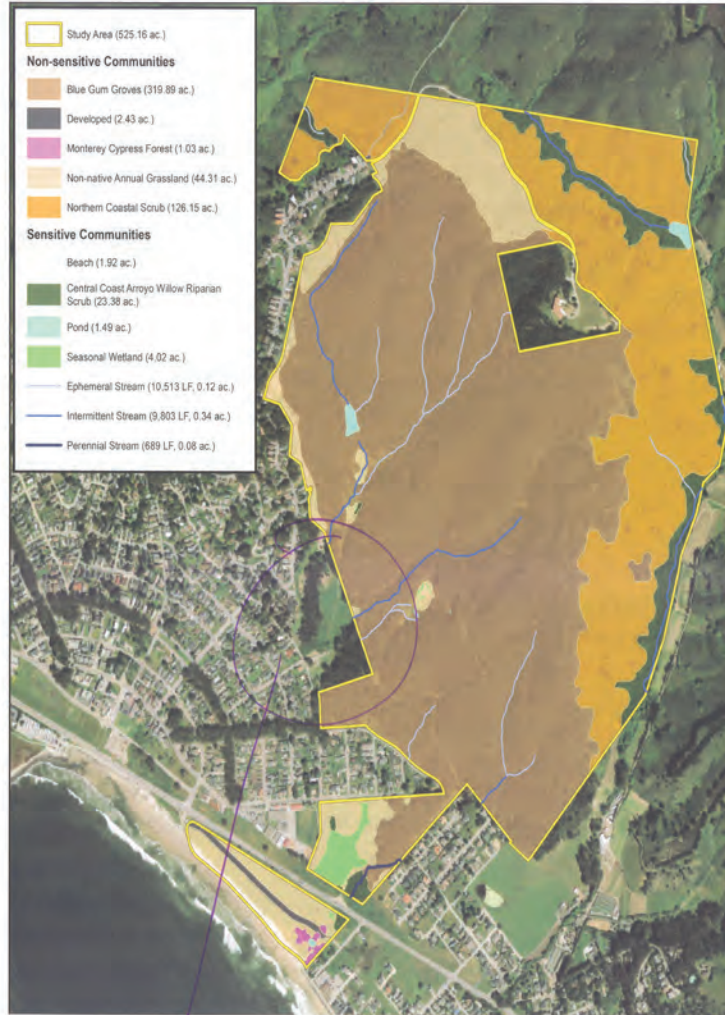 Study Area (525.16 ac.)
Non-sensitive Communities
Blue Gum Groves (319.89 ac.)
Developed (2.43 ac.)
Monterey Cypress Forest (1.03 ac.)
Non-native Annual Grassland (44.31 ac.)
Northern Coastal Scrub (126.15 ac.)
Sensitive Communities
Beach (1.92 ac.)
Central Coast Arroyo Willow Riparian
Scrub (23.38 ac.)
Pond (1.49 ac.)
Seasonal Wetland (4.02 ac.)
Ephemeral Stream (10,513 LF, 0.12 ac.)
Intermittent Stream (9,803 LF, 0.34 ac.)
Perennial Stream (689 LF, 0.08 ac.)